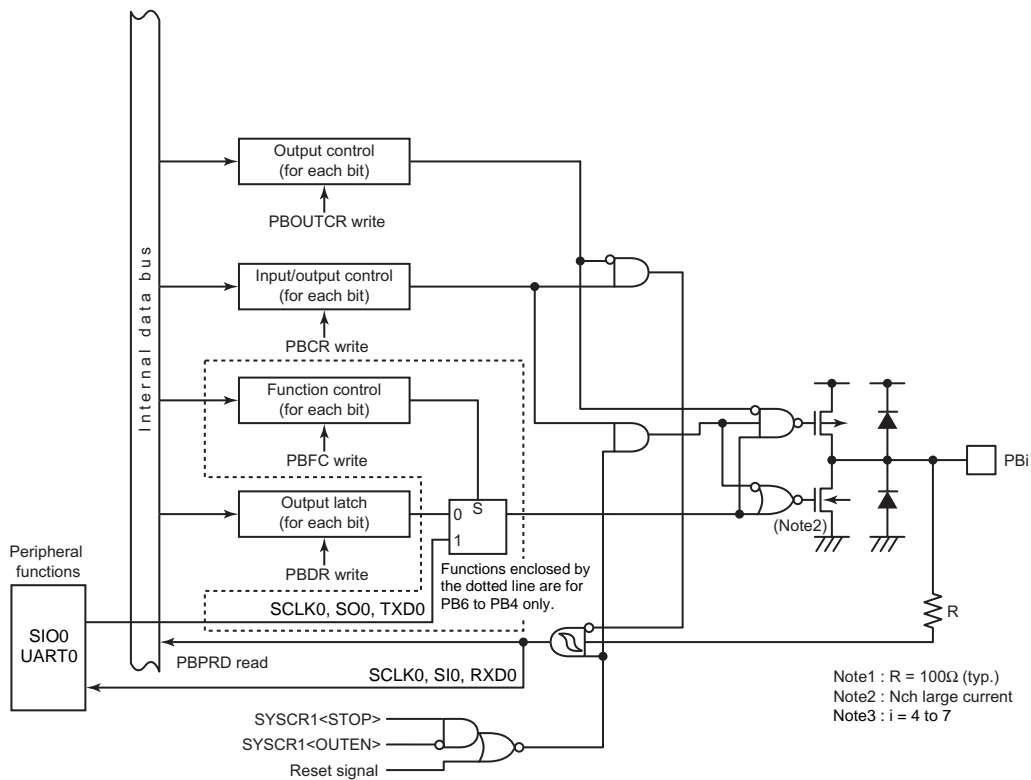 Internal data bus
Output control
(for each bit)
PBOUTCR write
Input/output control
(for each bit)
PBCR write
Function control
(for each bit)
PBFC write
Output latch
(for each bit)
PBDR write
0
S
1
Functions enclosed by
the dotted line are for
PB6 to PB4 only.
Peripheral
functions
SIO0
UART0
SCLK0, SO0, TXD0
PBPRD read
SCLK0, SI0, RXD0
SYSCR1<STOP>
SYSCR1<OUTEN>
Reset signal
(Note2)
PBi
R
Note1 : R = 100Ω (typ.)
Note2 : Nch large current
Note3 : i = 4 to 7